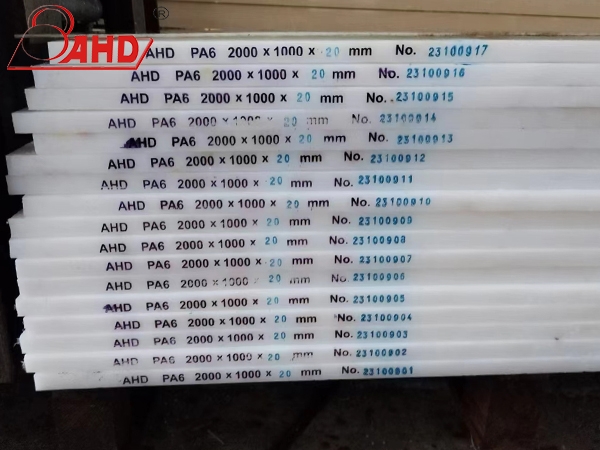 AHD
AHD PA6 2000 x 1000 x 20 mm No. 23100917
AHD PA6 2000 x 1000 x 20 mm No. 23100916
AHD PA6 2000 x 1000 x 20 mm No. 23100915
AHD PA6 2000 x 1000 x 20 mm No. 23100914
AHD PA6 2000 x 1000 x 20 mm No. 23100913
AHD PA6 2000 x 1000 x 20 mm No. 23100912
AHD PA6 2000 x 1000 x 20 mm No. 23100911
AHD PA6 2000 x 1000 x 20 mm No. 23100910
AHD PA6 2000 x 1000 x 20 mm No. 23100909
AHD PA6 2000 x 1000 x 20 mm No. 23100908
AHD PA6 2000 x 1000 x 20 mm No. 23100907
AHD PA6 2000 x 1000 x 20 mm No. 23100906
AHD PA6 2000 x 1000 x 20 mm No. 23100905
AHD PA6 2000 x 1000 x 20 mm No. 23100904
AHD PA6 2000 x 1000 x 20 mm No. 23100903
AHD PA6 2000 x 1000 x 20 mm No. 23100902
AHD PA6 2000 x 1000 x 20 mm No. 23100901